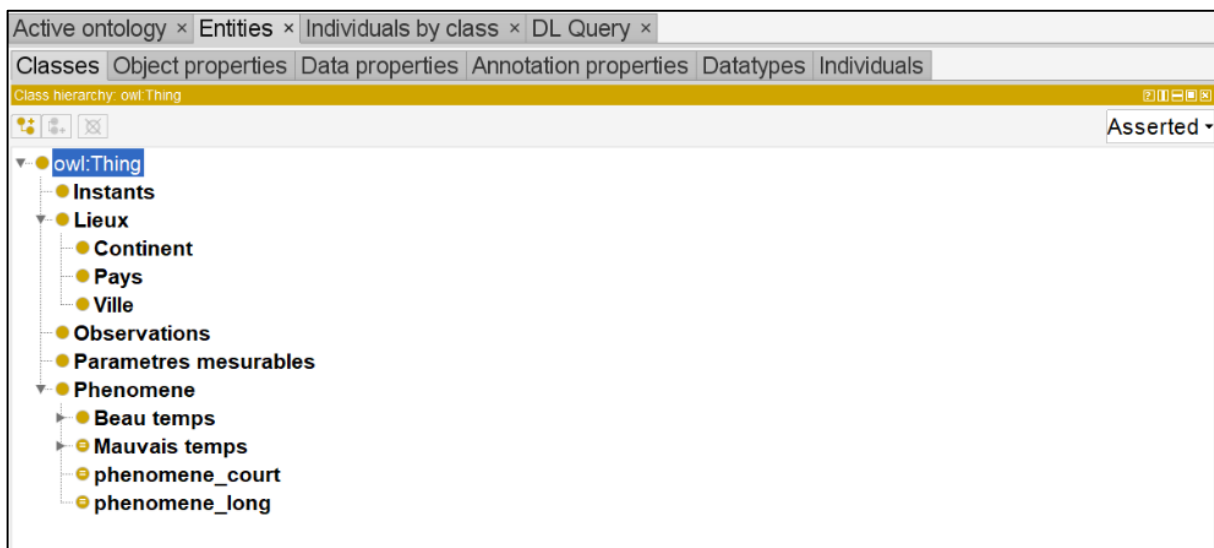 Active ontology × Entities × Individuals by class × DL Query ×
Classes Object properties Data properties Annotation properties Datatypes Individuals
Class hierarchy: owl:Thing
Asserted
owl:Thing
Instants
Lieux
Continent
Pays
Ville
Observations
Parametres mesurables
Phenomene
Beau temps
Mauvais temps
phenomene_court
phenomene_long